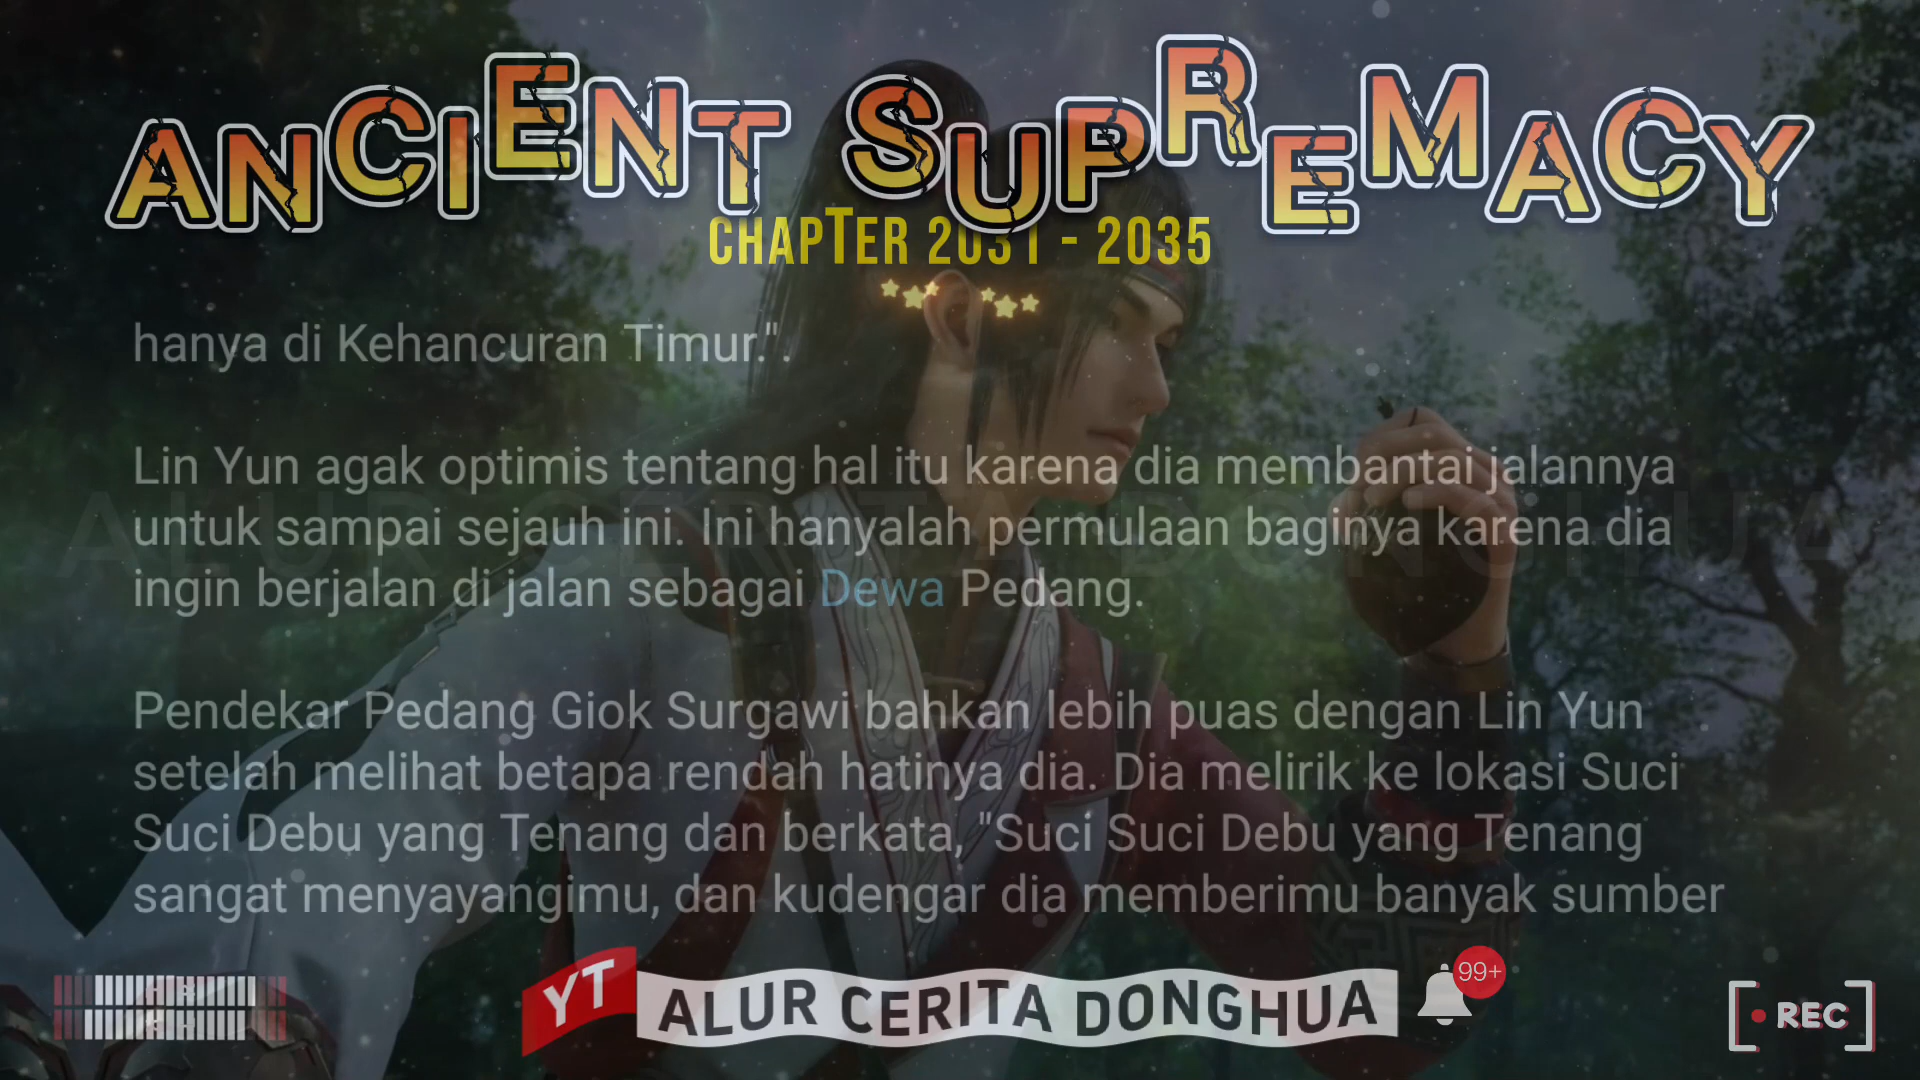 ANCIENT SUPREMACY
CHAPTER 2031 - 2035
hanya di Kehancuran Timur.".
Lin Yun agak optimis tentang hal itu karena dia membantai jalannya
untuk sampai sejauh ini. Ini hanyalah permulaan baginya karena dia
ingin berjalan di jalan sebagai Dewa Pedang.
ALUR CERITA DONGHUA
Pendekar Pedang Giok Surgawi bahkan lebih puas dengan Lin Yun
setelah melihat betapa rendah hatinya dia. Dia melirik ke lokasi Suci
Suci Debu yang Tenang dan berkata, "Suci Suci Debu yang Tenang
sangat menyayangimu, dan kudengar dia memberimu banyak sumber
YT ALUR CERITA DONGHUA 99+
REC